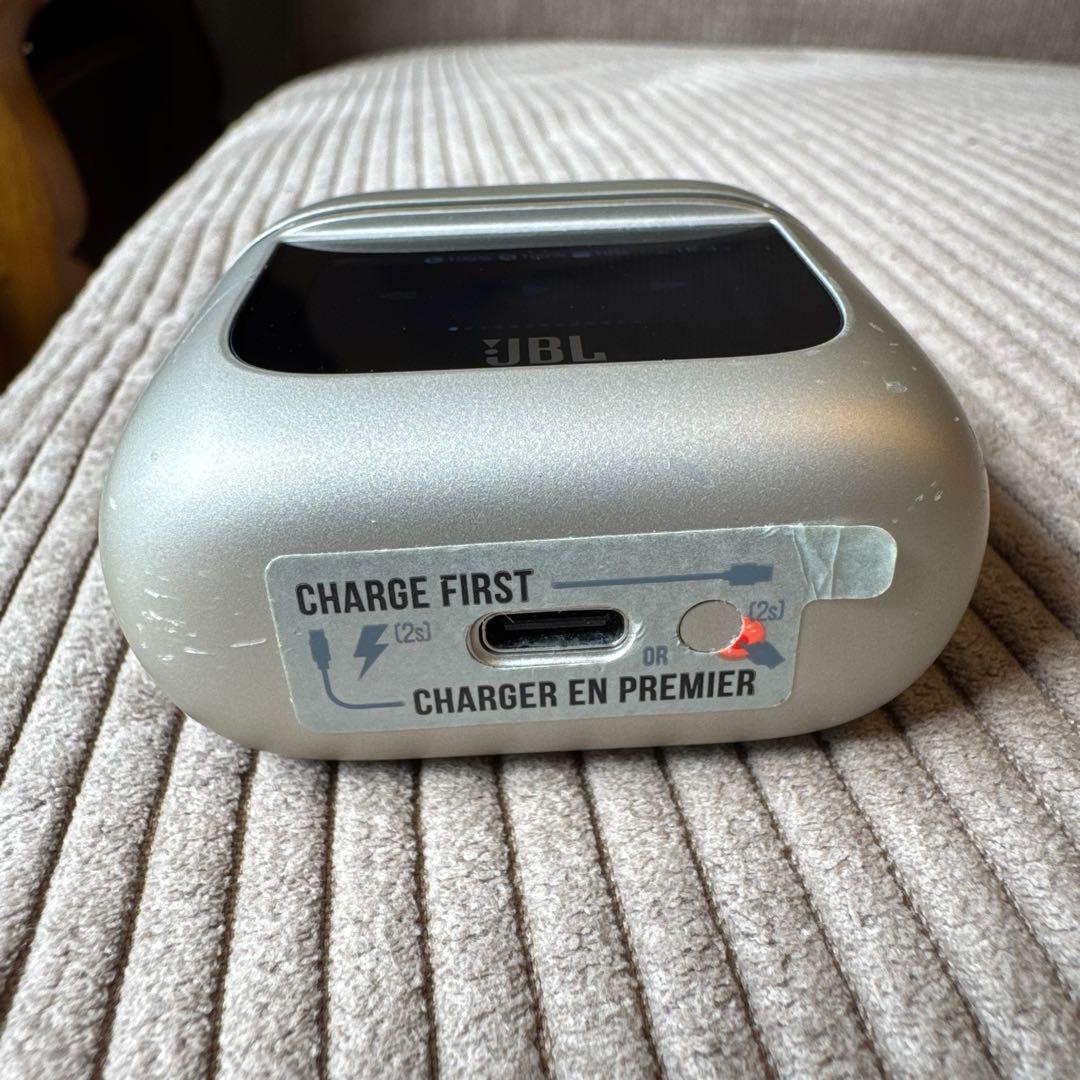 JBL
CHARGE FIRST
(2s)
(2s)
OR
CHARGER EN PREMIER